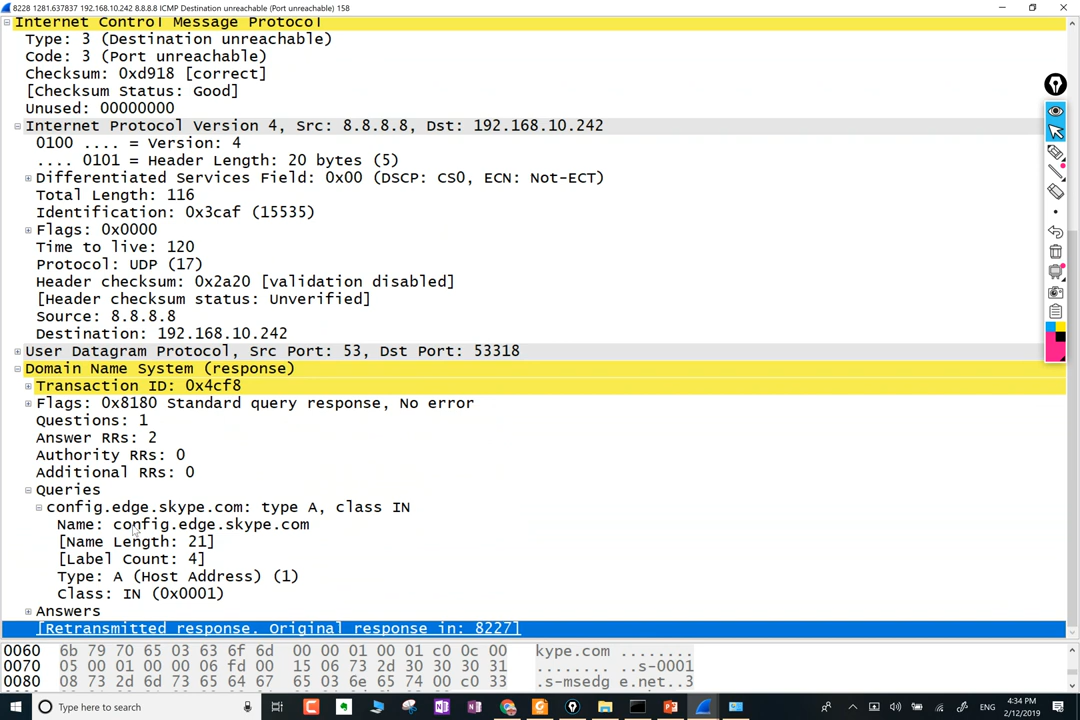 8228 1281.637837 192.168.10.242 8.8.8.8 ICMP Destination unreachable (Port unreachable) 158
Internet Control Message Protocol
Type: 3 (Destination unreachable)
Code: 3 (Port unreachable)
Checksum: 0xd918 [correct]
[Checksum Status: Good]
Unused: 00000000
Internet Protocol Version 4, Src: 8.8.8.8, Dst: 192.168.10.242
0100 .... = Version: 4
.... 0101 = Header Length: 20 bytes (5)
Differentiated Services Field: 0x00 (DSCP: CS0, ECN: Not-ECT)
Total Length: 116
Identification: 0x3caf (15535)
Flags: 0x0000
Time to live: 120
Protocol: UDP (17)
Header checksum: 0x2a20 [validation disabled]
[Header checksum status: Unverified]
Source: 8.8.8.8
Destination: 192.168.10.242
User Datagram Protocol, Src Port: 53, Dst Port: 53318
Domain Name System (response)
Transaction ID: 0x4cf8
Flags: 0x8180 Standard query response, No error
Questions: 1
Answer RRs: 2
Authority RRs: 0
Additional RRs: 0
Queries
config.edge.skype.com: type A, class IN
Name: config.edge.skype.com
[Name Length: 21]
[Label Count: 4]
Type: A (Host Address) (1)
Class: IN (0x0001)
Answers
[Retransmitted response. Original response in: 8227]
0060 6b 79 70 65 03 63 6f 6d 00 00 01 00 01 c0 0c 00 kype.com ........
0070 05 00 01 00 00 06 fd 00 15 06 73 2d 30 30 30 31 ........ ..s-0001
0080 08 73 2d 6d 73 65 64 67 65 03 6e 65 74 00 c0 33 .s-msedg e.net..3
Type here to search
ENG
4:34 PM
2/12/2019